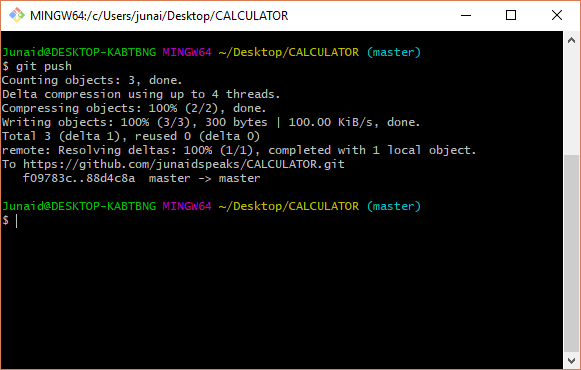 MINGW64:/c/Users/junai/Desktop/CALCULATOR
Junaid@DESKTOP-KABTBNG MINGW64 ~/Desktop/CALCULATOR (master)
$ git push
Counting objects: 3, done.
Delta compression using up to 4 threads.
Compressing objects: 100% (2/2), done.
Writing objects: 100% (3/3), 300 bytes | 100.00 KiB/s, done.
Total 3 (delta 1), reused 0 (delta 0)
remote: Resolving deltas: 100% (1/1), completed with 1 local object.
To https://github.com/junaidspeaks/CALCULATOR.git
   f09783c..88d4c8a  master -> master
Junaid@DESKTOP-KABTBNG MINGW64 ~/Desktop/CALCULATOR (master)
$